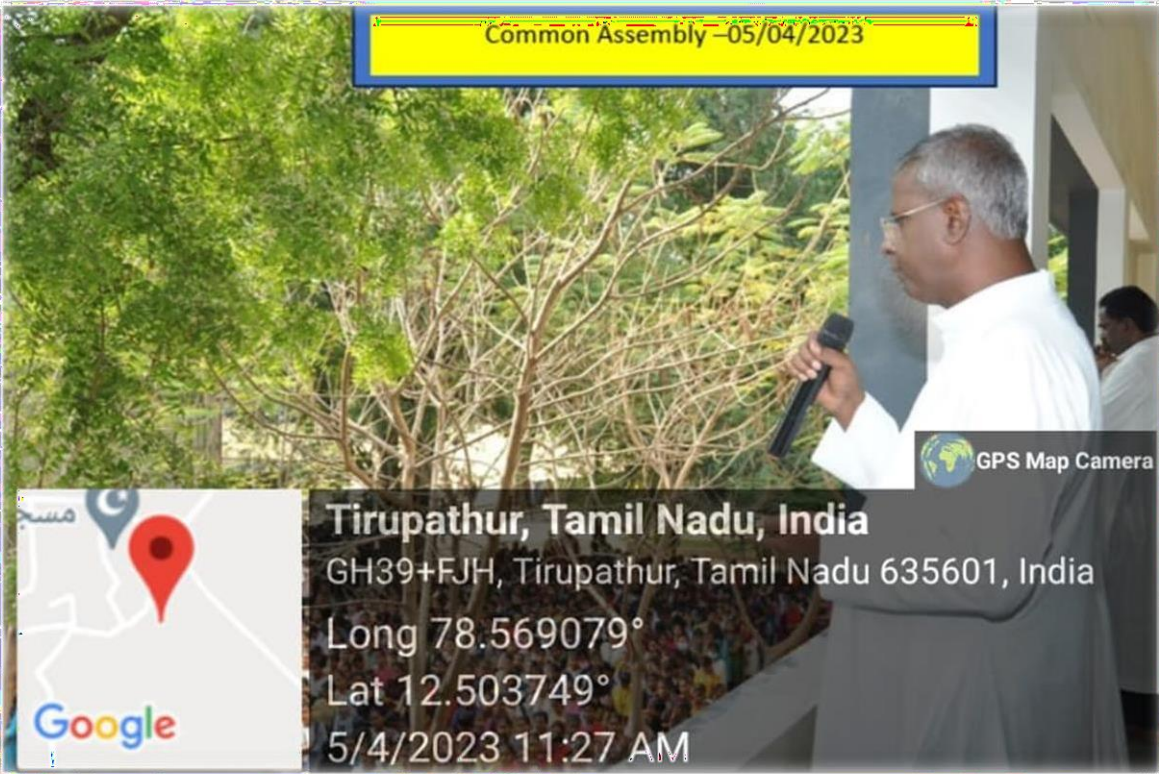 Common Assembly –05/04/2023
GPS Map Camera
Tirupathur, Tamil Nadu, India
GH39+FJH, Tirupathur, Tamil Nadu 635601, India
Long 78.569079°
Lat 12.503749°
5/4/2023 11:27 AM
Google